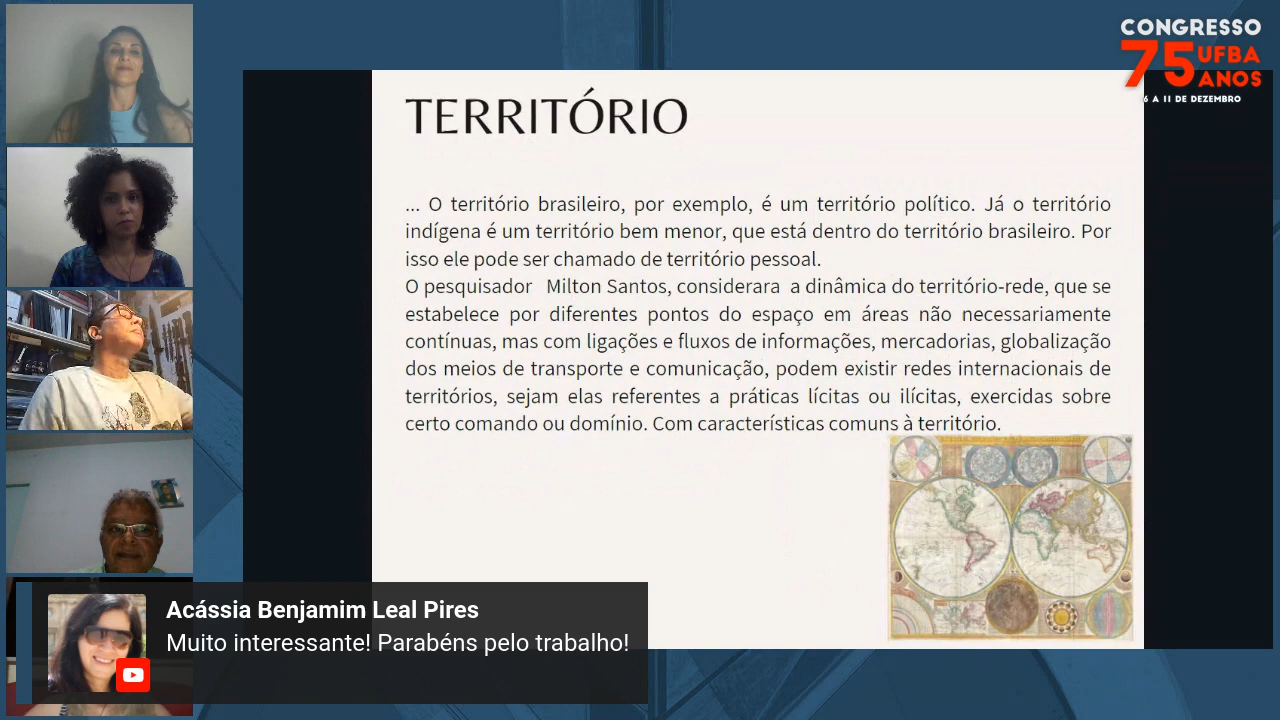 CONGRESSO
75 UFBA
ANOS
6 A 11 DE DEZEMBRO
TERRITÓRIO
... O território brasileiro, por exemplo, é um território político. Já o território
indígena é um território bem menor, que está dentro do território brasileiro. Por
isso ele pode ser chamado de território pessoal.
O pesquisador Milton Santos, considerara a dinâmica do território-rede, que se
estabelece por diferentes pontos do espaço em áreas não necessariamente
contínuas, mas com ligações e fluxos de informações, mercadorias, globalização
dos meios de transporte e comunicação, podem existir redes internacionais de
territórios, sejam elas referentes a práticas lícitas ou ilícitas, exercidas sobre
certo comando ou domínio. Com características comuns à território.
Acássia Benjamim Leal Pires
Muito interessante! Parabéns pelo trabalho!